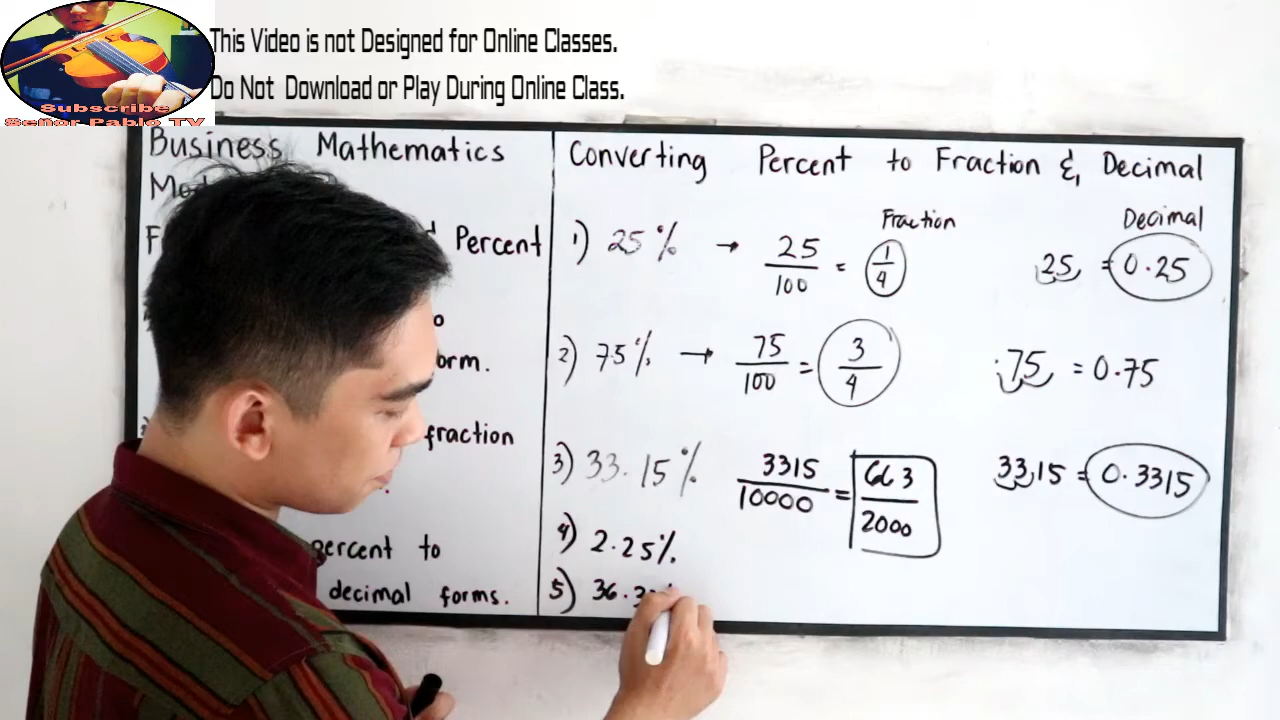 This Video is not Designed for Online Classes.
Do Not Download or Play During Online Class.
Subscribe
Señor Pablo TV
Business Mathematics
Percent
orm.
fraction
percent to
decimal forms.
Converting Percent to Fraction & Decimal
Fraction Decimal
1) 25% → 25/100 = 1/4 25 = 0.25
2) 75% → 75/100 = 3/4 .75 = 0.75
3) 33.15% 3315/10000 = 663/2000 33.15 = 0.3315
4) 2.25%
5) 36.